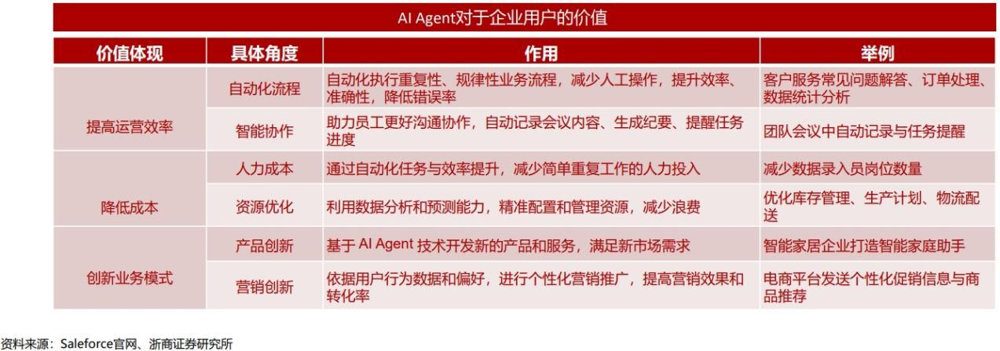 AI Agent对于企业用户的价值
价值体现 具体角度 作用 举例
提高运营效率
自动化流程
自动化执行重复性、规律性业务流程，减少人工操作，提升效率、
准确性，降低错误率
客户服务常见问题解答、订单处理、
数据统计分析
智能协作
助力员工更好沟通协作，自动记录会议内容、生成纪要、提醒任务
进度
团队会议中自动记录与任务提醒
降低成本
人力成本
通过自动化任务与效率提升，减少简单重复工作的人力投入
减少数据录入员岗位数量
资源优化
利用数据分析和预测能力，精准配置和管理资源，减少浪费
优化库存管理、生产计划、物流配
送
创新业务模式
产品创新
基于 AI Agent 技术开发新的产品和服务，满足新市场需求
智能家居企业打造智能家庭助手
营销创新
依据用户行为数据和偏好，进行个性化营销推广，提高营销效果和
转化率
电商平台发送个性化促销信息与商
品推荐
资料来源：Saleforce官网、浙商证券研究所